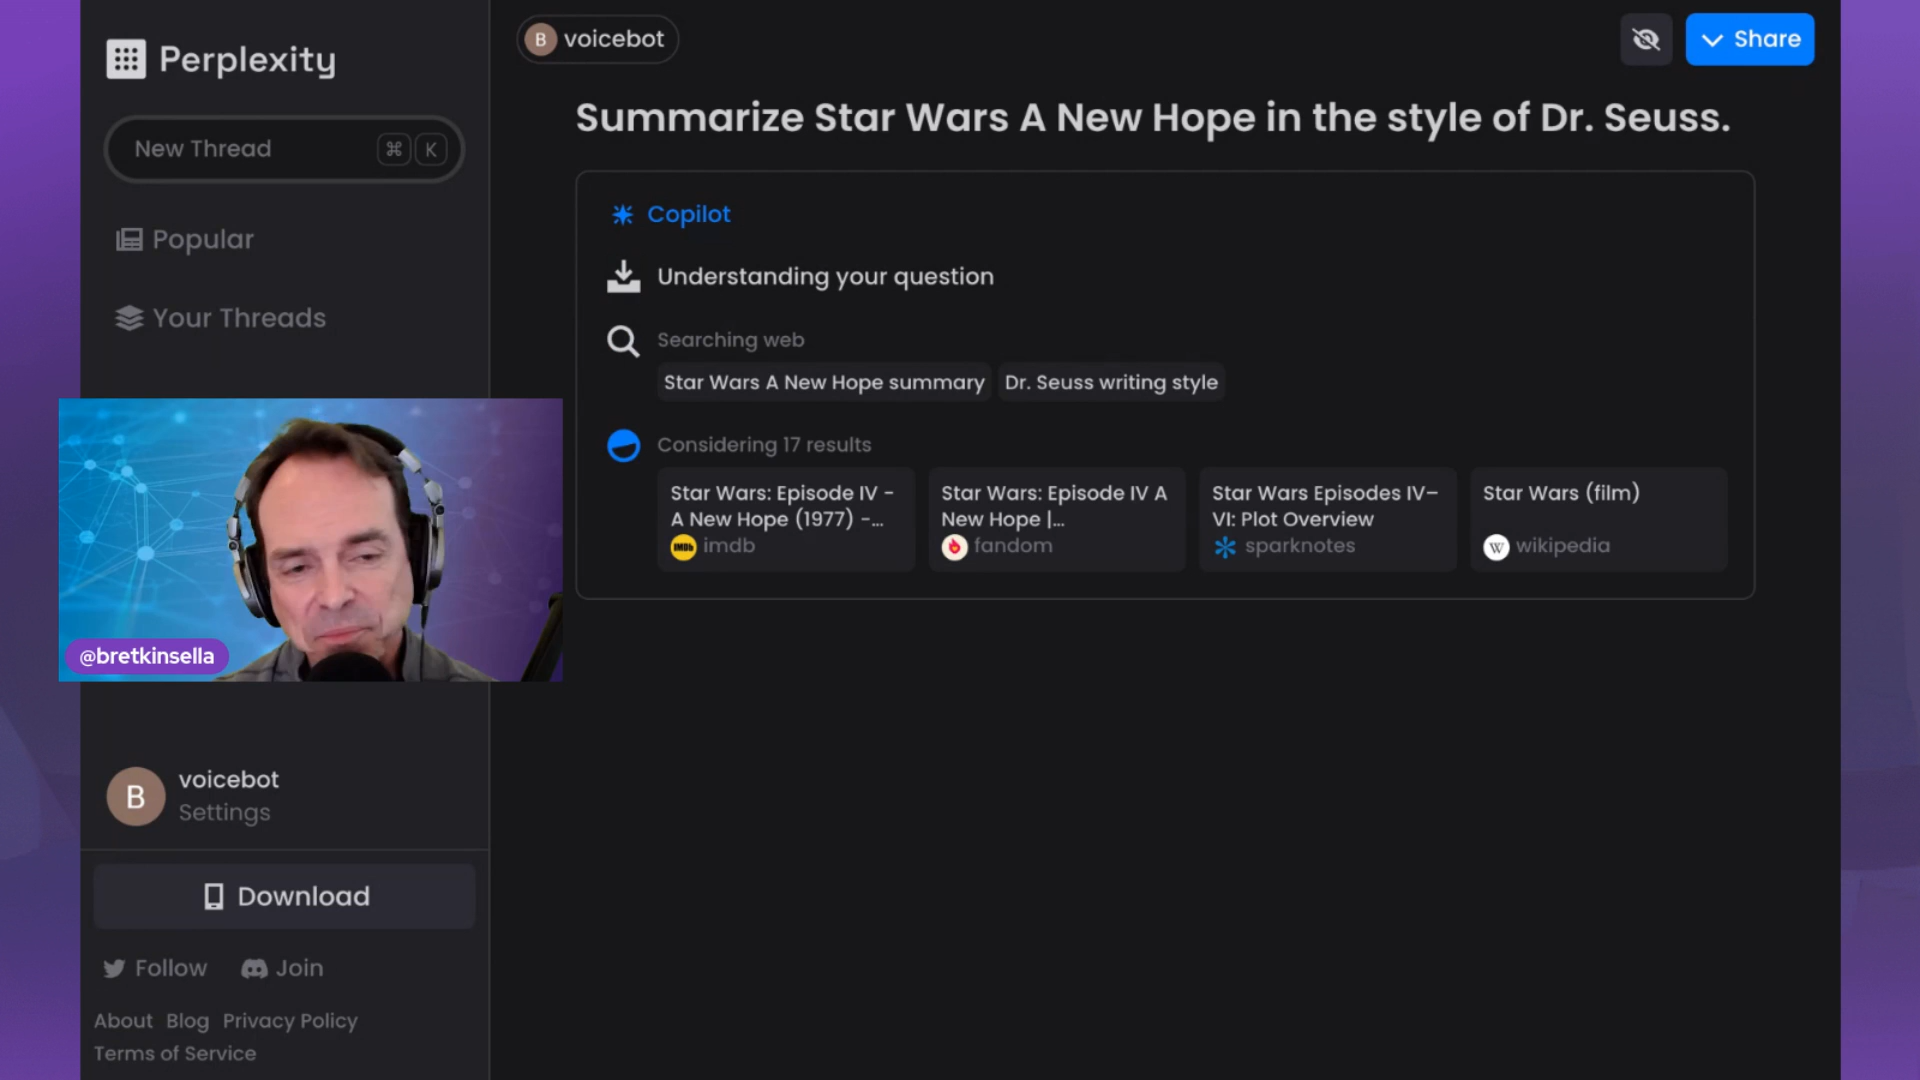 Perplexity
New Thread
⌘ K
Popular
Your Threads
@bretkinsella
B
voicebot
Settings
Download
Follow Join
About Blog Privacy Policy
Terms of Service
B voicebot
Share
Summarize Star Wars A New Hope in the style of Dr. Seuss.
Copilot
Understanding your question
Searching web
Star Wars A New Hope summary
Dr. Seuss writing style
Considering 17 results
Star Wars: Episode IV -
A New Hope (1977) -...
IMDb imdb
Star Wars: Episode IV A
New Hope |...
fandom
Star Wars Episodes IV–
VI: Plot Overview
sparknotes
Star Wars (film)
W wikipedia